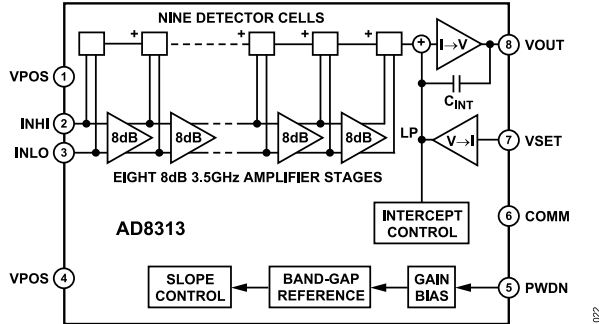 NINE DETECTOR CELLS
+ + + +
+
I→V
8 VOUT
VPOS 1
C INT
INHI 2
8dB 8dB 8dB 8dB
LP
V→I
7 VSET
INLO 3
EIGHT 8dB 3.5GHz AMPLIFIER STAGES
INTERCEPT
CONTROL
6 COMM
AD8313
VPOS 4
SLOPE
CONTROL
BAND-GAP
REFERENCE
GAIN
BIAS
5 PWDN
022